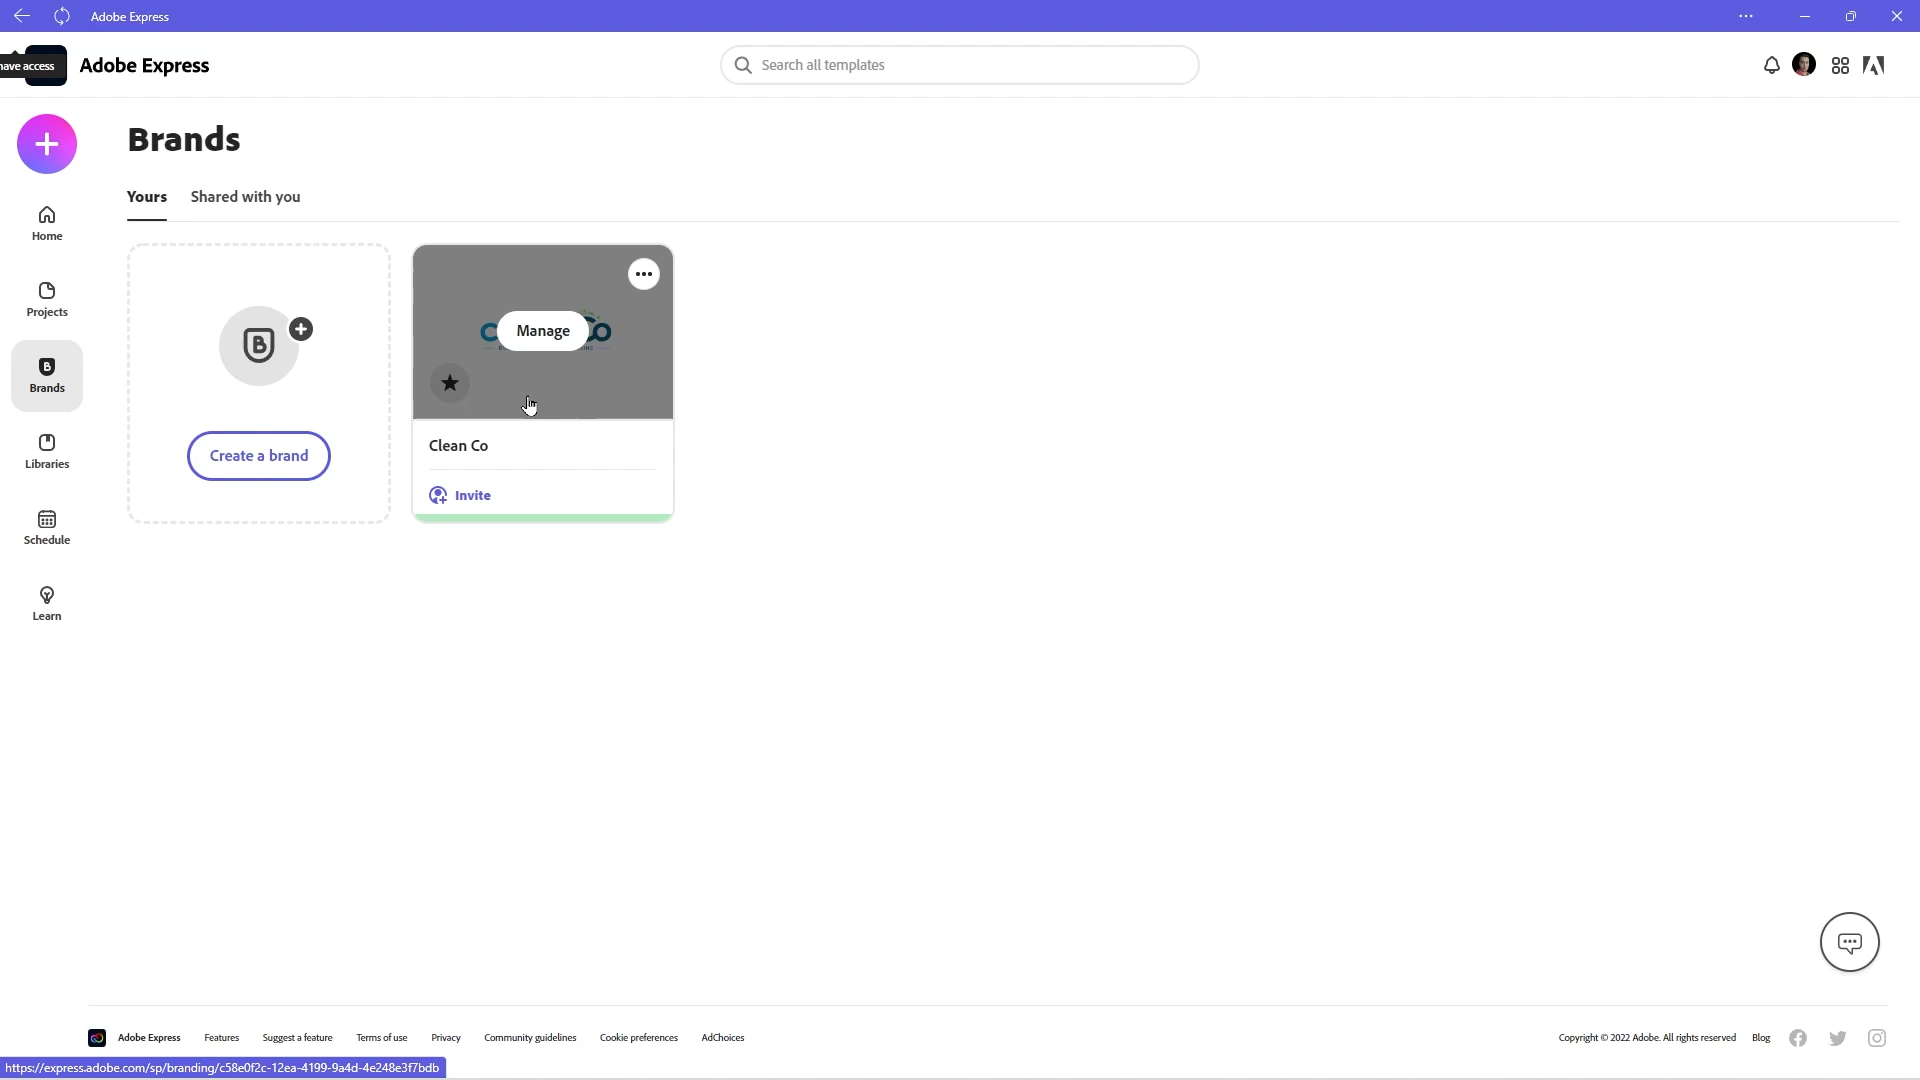 Adobe Express
have access
Adobe Express
Search all templates
Brands
Yours
Shared with you
Home
Projects
Brands
Libraries
Schedule
Learn
Create a brand
Manage
Clean Co
Invite
Adobe Express
Features
Suggest a feature
Terms of use
Privacy
Community guidelines
Cookie preferences
AdChoices
Copyright © 2022 Adobe. All rights reserved
Blog
https://express.adobe.com/sp/branding/c58e0f2c-12ea-4199-9a4d-4e248e3f7bdb